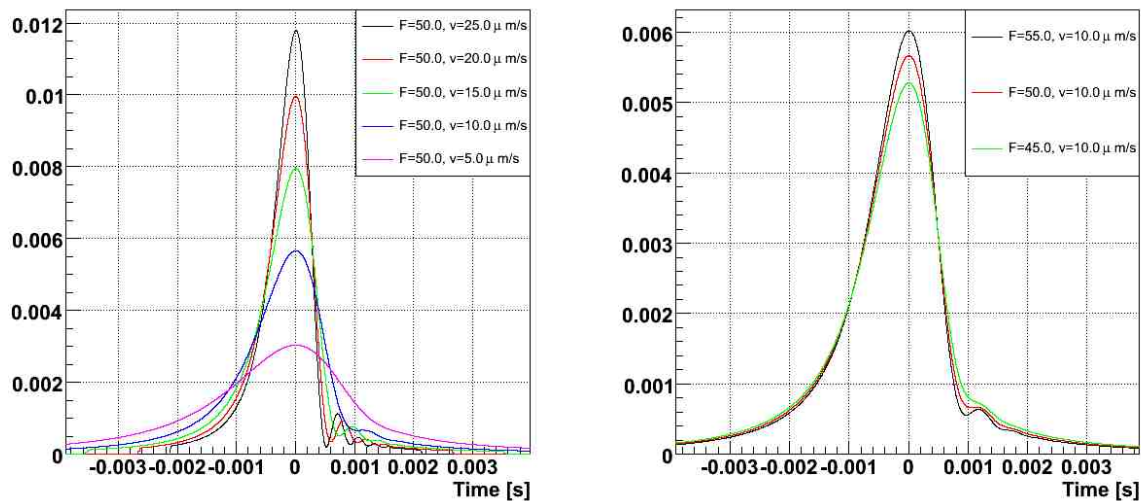 0.012
0.01
0.008
0.006
0.004
0.002
0
-0.003 -0.002 -0.001 0 0.001 0.002 0.003
Time [s]
F=50.0, v=25.0 μ m/s
F=50.0, v=20.0 μ m/s
F=50.0, v=15.0 μ m/s
F=50.0, v=10.0 μ m/s
F=50.0, v=5.0 μ m/s
0.006
0.005
0.004
0.003
0.002
0.001
0
-0.003 -0.002 -0.001 0 0.001 0.002 0.003
Time [s]
F=55.0, v=10.0 μ m/s
F=50.0, v=10.0 μ m/s
F=45.0, v=10.0 μ m/s